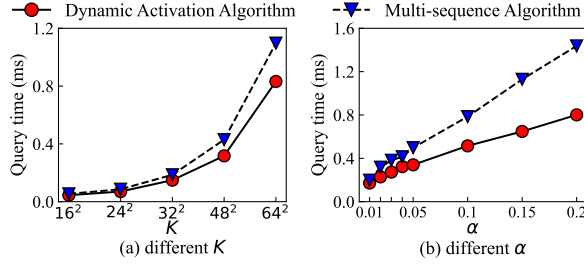 Dynamic Activation Algorithm Multi-sequence Algorithm
Query time (ms)
1.2
0.8
0.4
0.0
16² 24² 32² 48² 64²
K
(a) different K
Query time (ms)
1.6
1.2
0.8
0.4
0.0
0.01 0.05 0.1 0.15 0.2
α
(b) different α